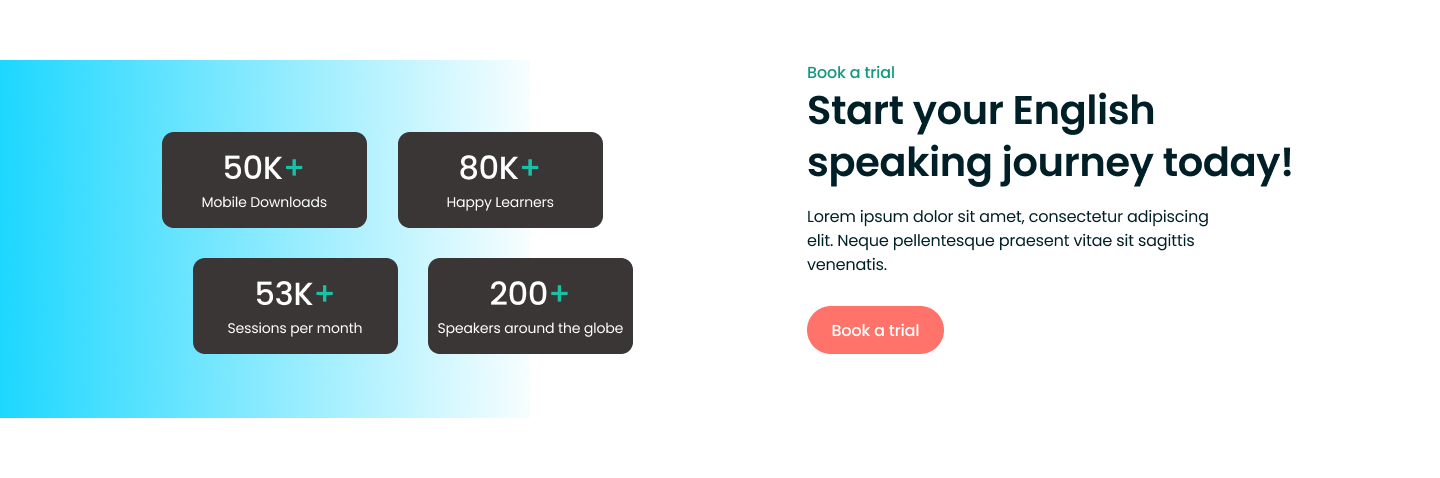 50K+
Mobile Downloads
80K+
Happy Learners
53K+
Sessions per month
200+
Speakers around the globe
Book a trial
Start your English
speaking journey today!
Lorem ipsum dolor sit amet, consectetur adipiscing
elit. Neque pellentesque praesent vitae sit sagittis
venenatis.
Book a trial